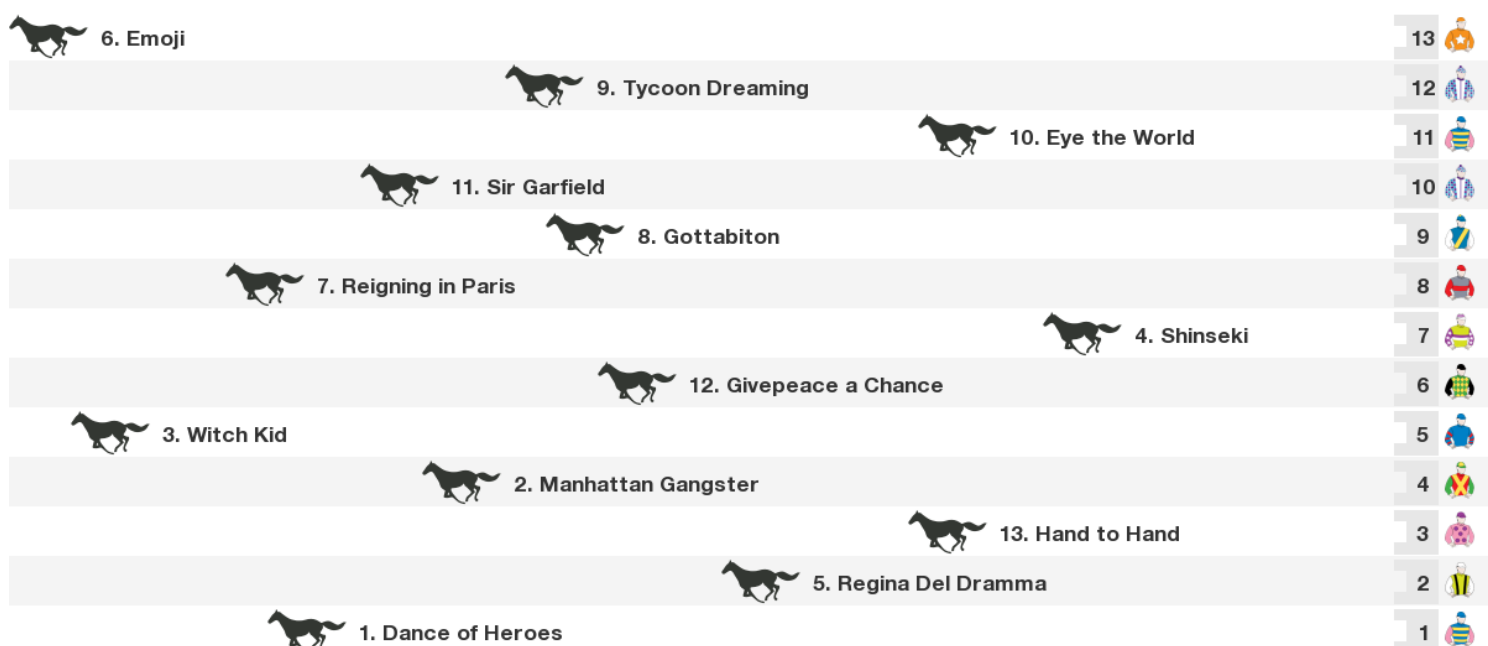 6. Emoji 13
9. Tycoon Dreaming 12
10. Eye the World 11
11. Sir Garfield 10
8. Gottabiton 9
7. Reigning in Paris 8
4. Shinseki 7
12. Givepeace a Chance 6
3. Witch Kid 5
2. Manhattan Gangster 4
13. Hand to Hand 3
5. Regina Del Dramma 2
1. Dance of Heroes 1